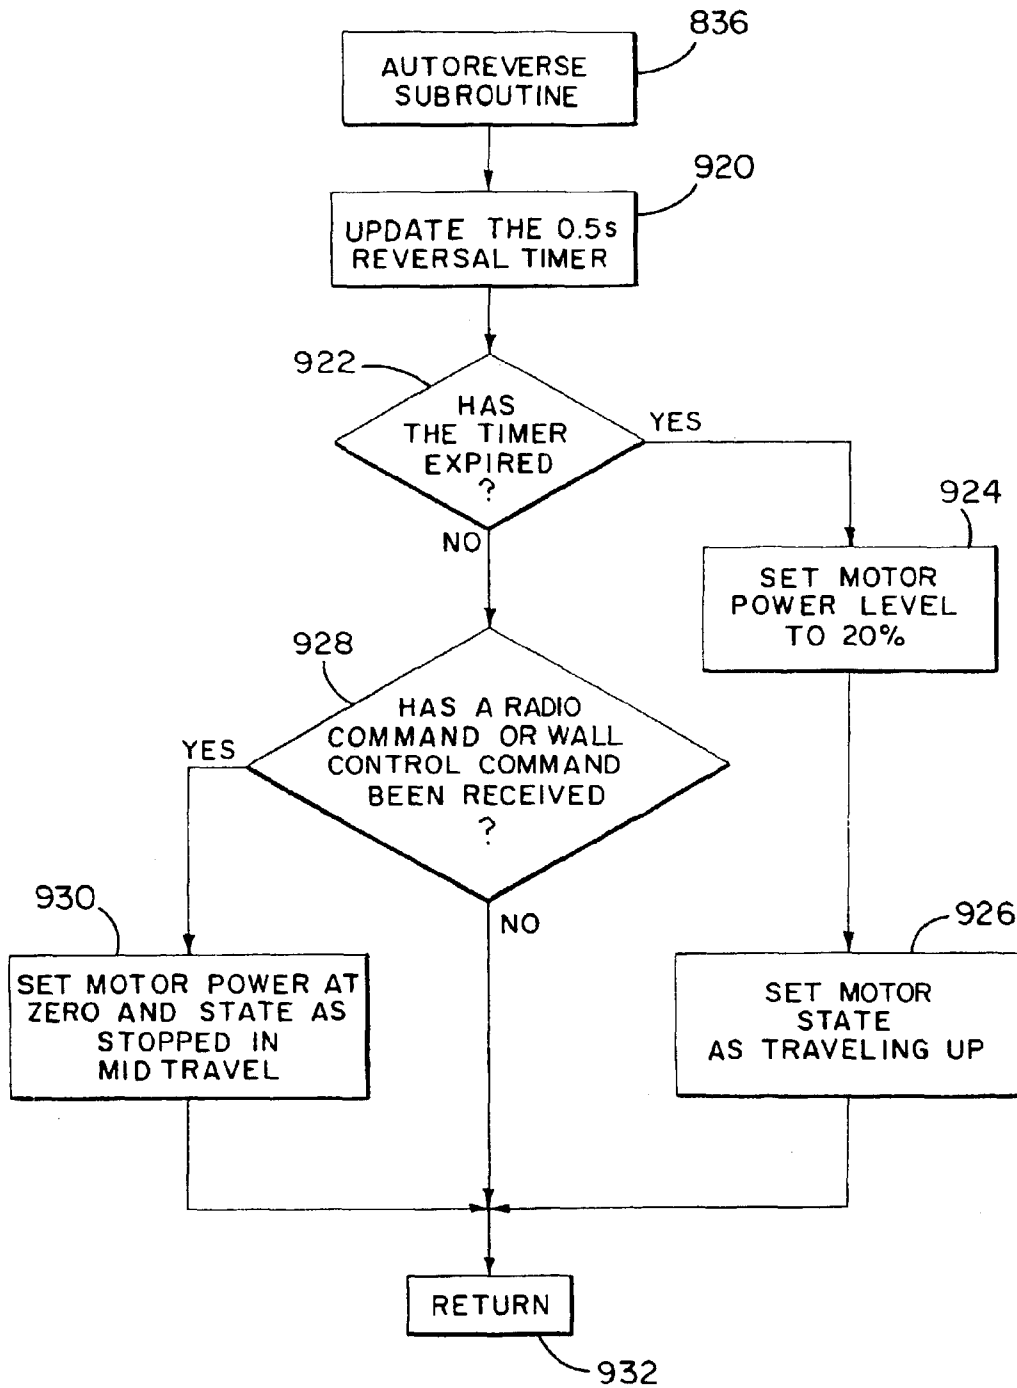 836
AUTOREVERSE
SUBROUTINE
920
UPDATE THE 0.5s
REVERSAL TIMER
922
HAS
THE TIMER
EXPIRED
?
YES
NO
924
SET MOTOR
POWER LEVEL
TO 20%
928
HAS A RADIO
COMMAND OR WALL
CONTROL COMMAND
BEEN RECEIVED
?
YES
NO
930
SET MOTOR POWER AT
ZERO AND STATE AS
STOPPED IN
MID TRAVEL
926
SET MOTOR
STATE
AS TRAVELING UP
RETURN
932